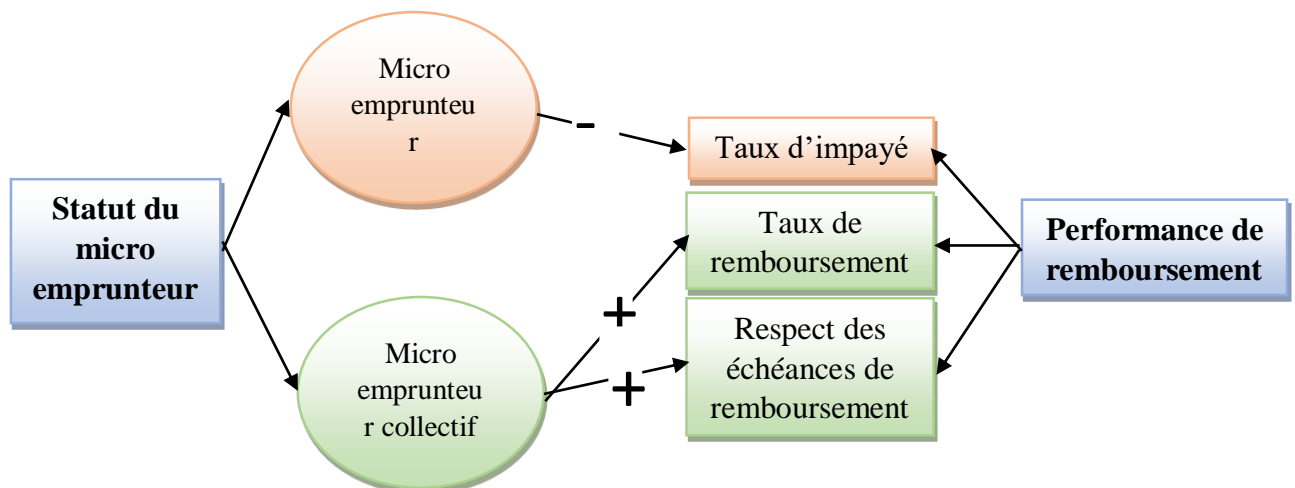 Statut du
micro
emprunteur
Micro
emprunteu
r
-
Micro
emprunteu
r collectif
+
+
Taux d’impayé
Taux de
remboursement
Respect des
échéances de
remboursement
Performance de
remboursement